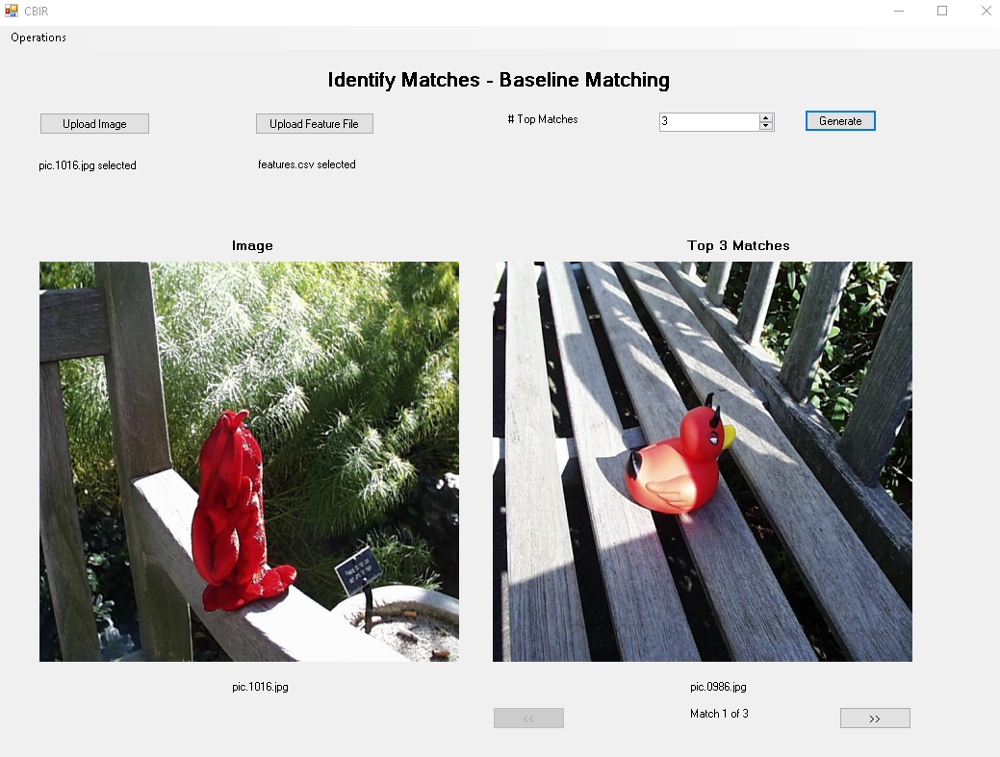 CBIR
Operations
Identify Matches - Baseline Matching
Upload Image
Upload Feature File
# Top Matches
3
Generate
pic.1016.jpg selected
features.csv selected
Image
Top 3 Matches
pic.1016.jpg
pic.0986.jpg
Match 1 of 3
<<
>>